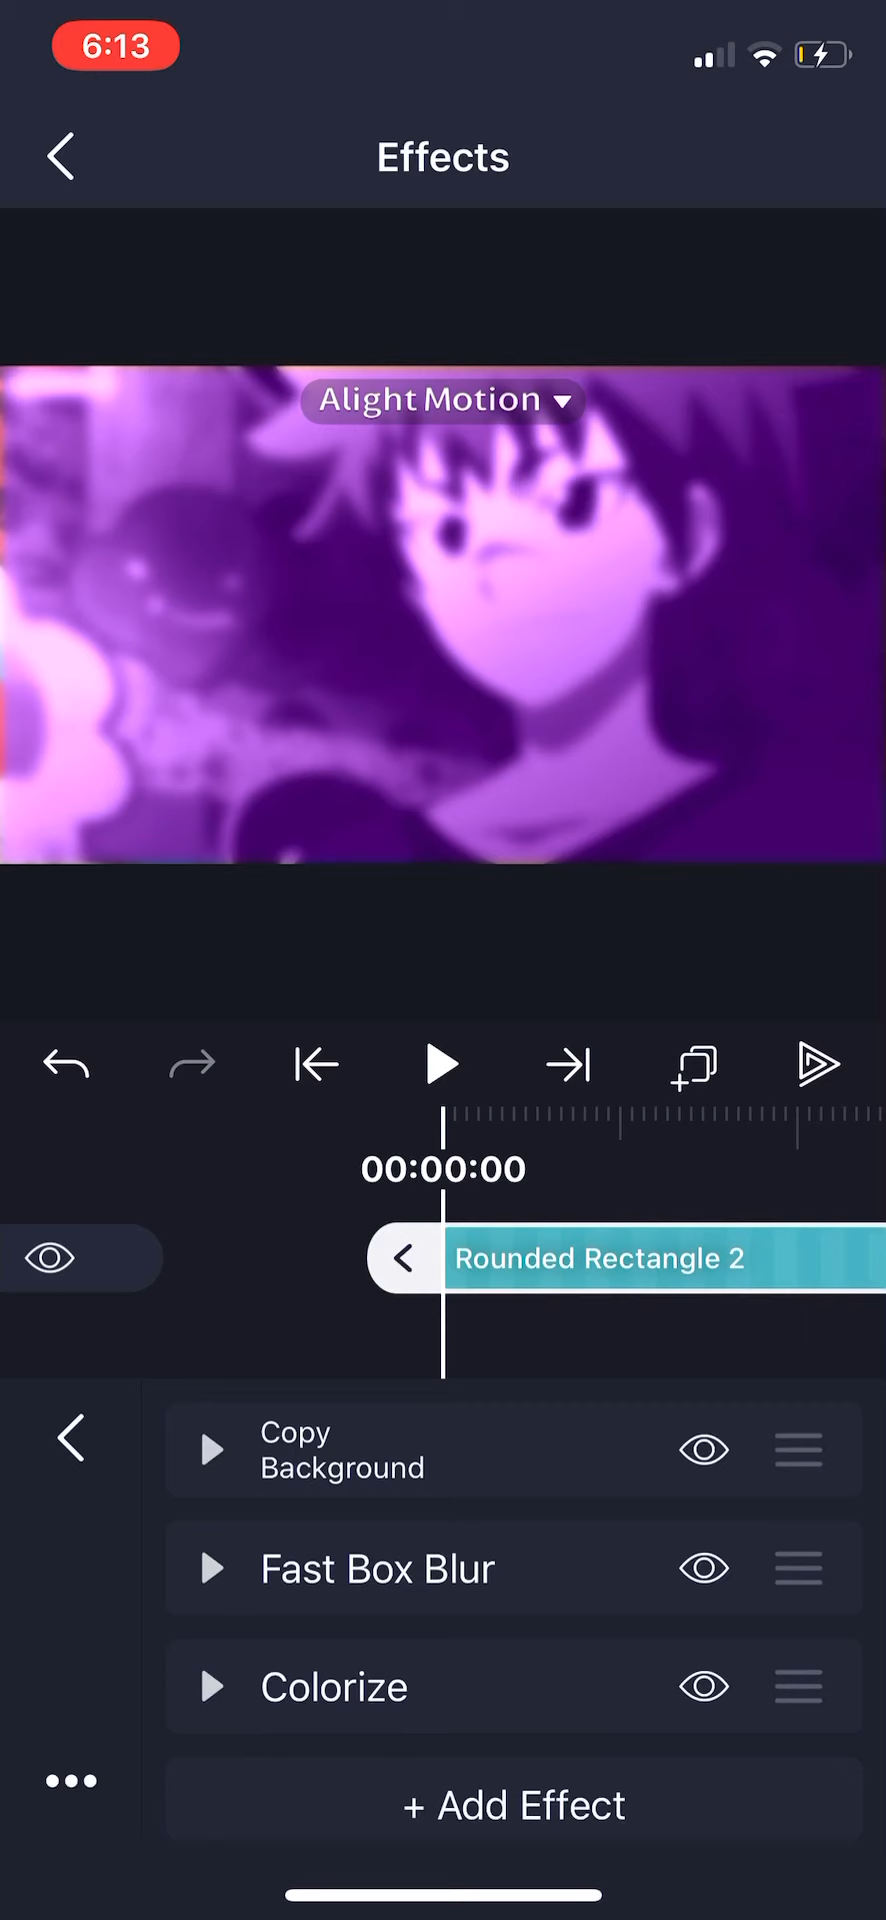 6:13
Effects
Alight Motion
00:00:00
Rounded Rectangle 2
Copy
Background
Fast Box Blur
Colorize
+ Add Effect